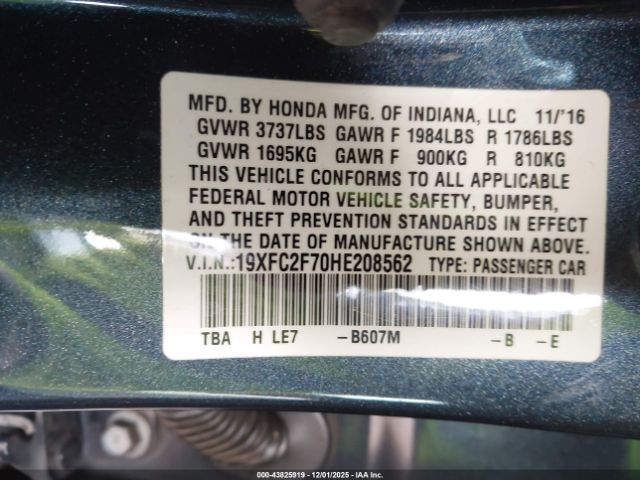 MFD. BY HONDA MFG. OF INDIANA, LLC 11/'16
GVWR 3737LBS GAWR F 1984LBS R 1786LBS
GVWR 1695KG GAWR F 900KG R 810KG
THIS VEHICLE CONFORMS TO ALL APPLICABLE
FEDERAL MOTOR VEHICLE SAFETY, BUMPER,
AND THEFT PREVENTION STANDARDS IN EFFECT
ON THE DATE OF MANUFACTURE SHOWN ABOVE.
V.I.N.:19XFC2F70HE208562 TYPE: PASSENGER CAR
TBA H LE7 -B607M -B -E
000-43825919 - 12/01/2025 - IAA Inc.